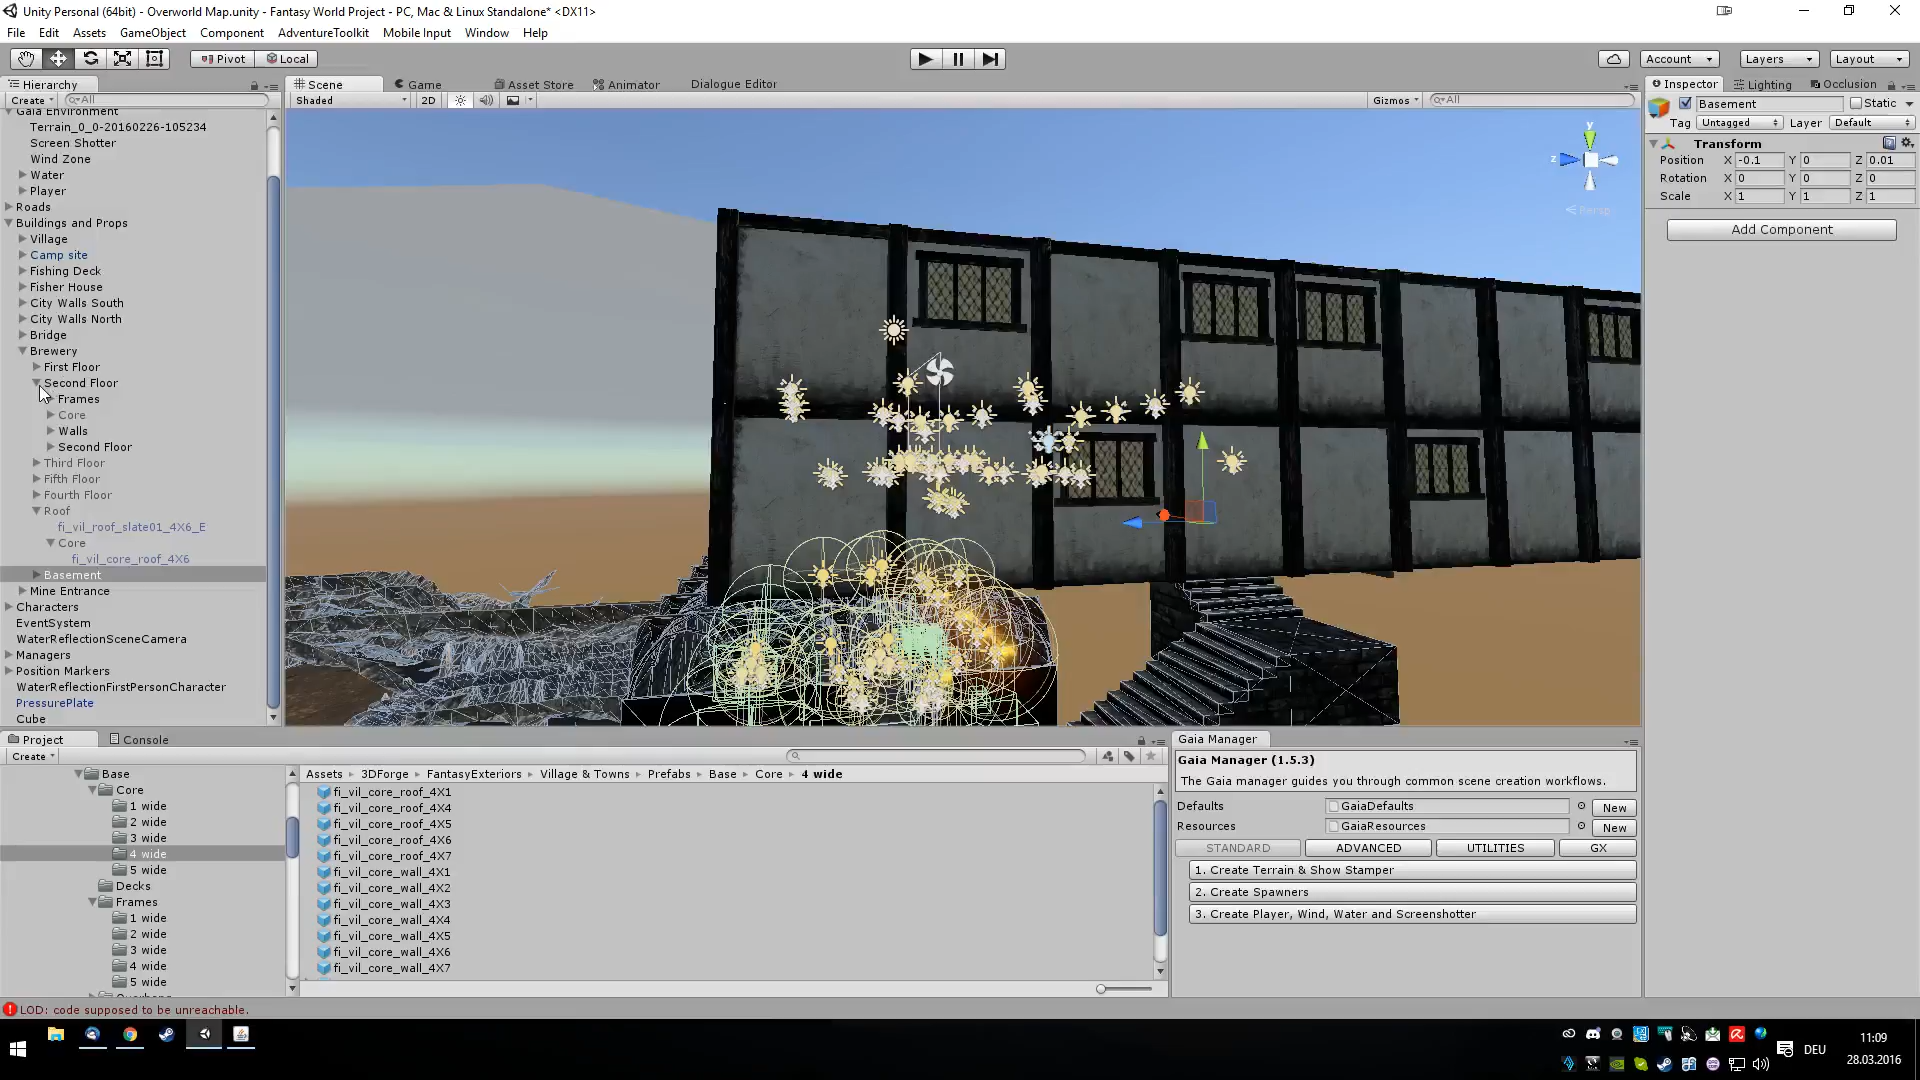 Unity Personal (64bit) - Overworld Map.unity - Fantasy World Project - PC, Mac & Linux Standalone* <DX11>
File Edit Assets GameObject Component AdventureToolkit Mobile Input Window Help
Pivot Local Account Layers Layout
Hierarchy
Create All
Gaia Environment
Terrain_0_0-20160226-105234
Screen Shotter
Wind Zone
Water
Player
Roads
Buildings and Props
Village
Camp site
Fishing Deck
Fisher House
City Walls South
City Walls North
Bridge
Brewery
First Floor
Second Floor
Frames
Core
Walls
Second Floor
Third Floor
Fifth Floor
Fourth Floor
Roof
fi_vil_roof_slate01_4X6_E
Core
fi_vil_core_roof_4X6
Basement
Mine Entrance
Characters
EventSystem
WaterReflectionSceneCamera
Managers
Position Markers
WaterReflectionFirstPersonCharacter
PressurePlate
Cube
Scene Game Asset Store Animator Dialogue Editor
Shaded 2D Gizmos All
y
z
Persp
Inspector Lighting Occlusion
Basement Static
Tag Untagged Layer Default
Transform
Position X -0.1 Y 0 Z 0.01
Rotation X 0 Y 0 Z 0
Scale X 1 Y 1 Z 1
Add Component
Project Console
Create
Base
Core
1 wide
2 wide
3 wide
4 wide
5 wide
Decks
Frames
1 wide
2 wide
3 wide
4 wide
5 wide
Assets 3DForge FantasyExteriors Village & Towns Prefabs Base Core 4 wide
fi_vil_core_roof_4X1
fi_vil_core_roof_4X4
fi_vil_core_roof_4X5
fi_vil_core_roof_4X6
fi_vil_core_roof_4X7
fi_vil_core_wall_4X1
fi_vil_core_wall_4X2
fi_vil_core_wall_4X3
fi_vil_core_wall_4X4
fi_vil_core_wall_4X5
fi_vil_core_wall_4X6
fi_vil_core_wall_4X7
Gaia Manager
Gaia Manager (1.5.3)
The Gaia manager guides you through common scene creation workflows.
Defaults GaiaDefaults New
Resources GaiaResources New
STANDARD ADVANCED UTILITIES GX
1. Create Terrain & Show Stamper
2. Create Spawners
3. Create Player, Wind, Water and Screenshotter
LOD: code supposed to be unreachable.
DEU
11:09
28.03.2016